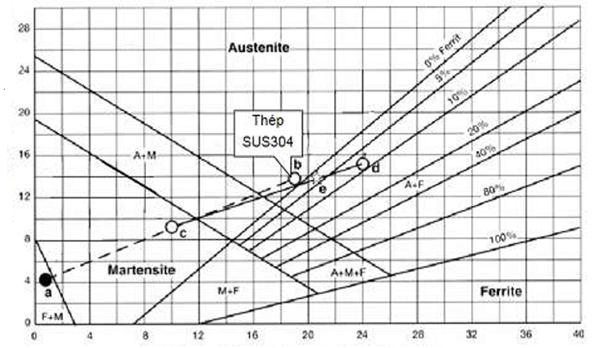 28
24
20
16
12
8
4
0
Austenite
0% Ferrit
5%
10%
20%
40%
80%
100%
Thép
SUS304
b
e
d
A+M
A+F
c
a
Martensite
F+M
M+F
A+M+F
Ferrite
0
4
8
12
16
20
24
28
32
36
40